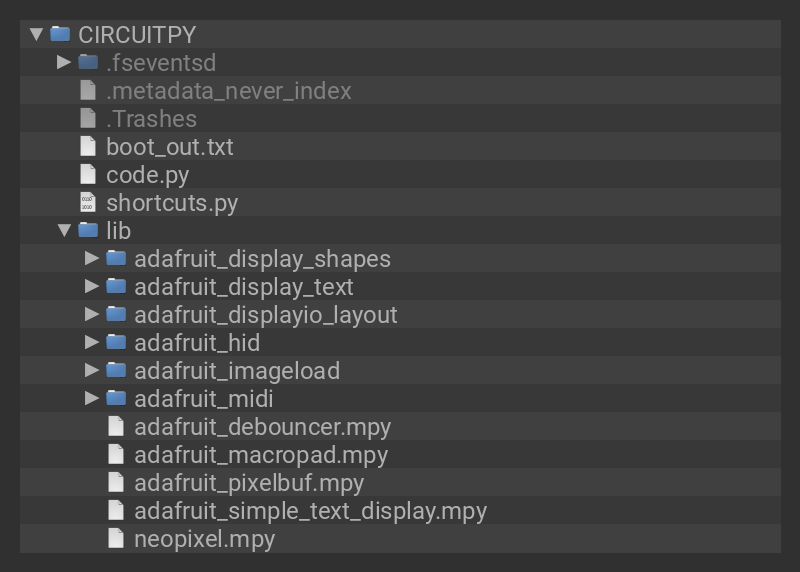 CIRCUITPY
.fseventsd
.metadata_never_index
.Trashes
boot_out.txt
code.py
shortcuts.py
lib
adafruit_display_shapes
adafruit_display_text
adafruit_displayio_layout
adafruit_hid
adafruit_imageload
adafruit_midi
adafruit_debouncer.mpy
adafruit_macropad.mpy
adafruit_pixelbuf.mpy
adafruit_simple_text_display.mpy
neopixel.mpy